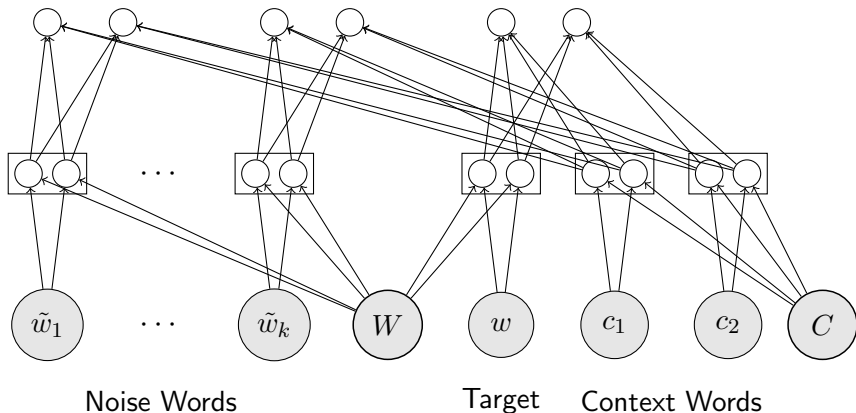 ... ...
w̃₁ ... w̃ₖ W w c₁ c₂ C
Noise Words Target Context Words